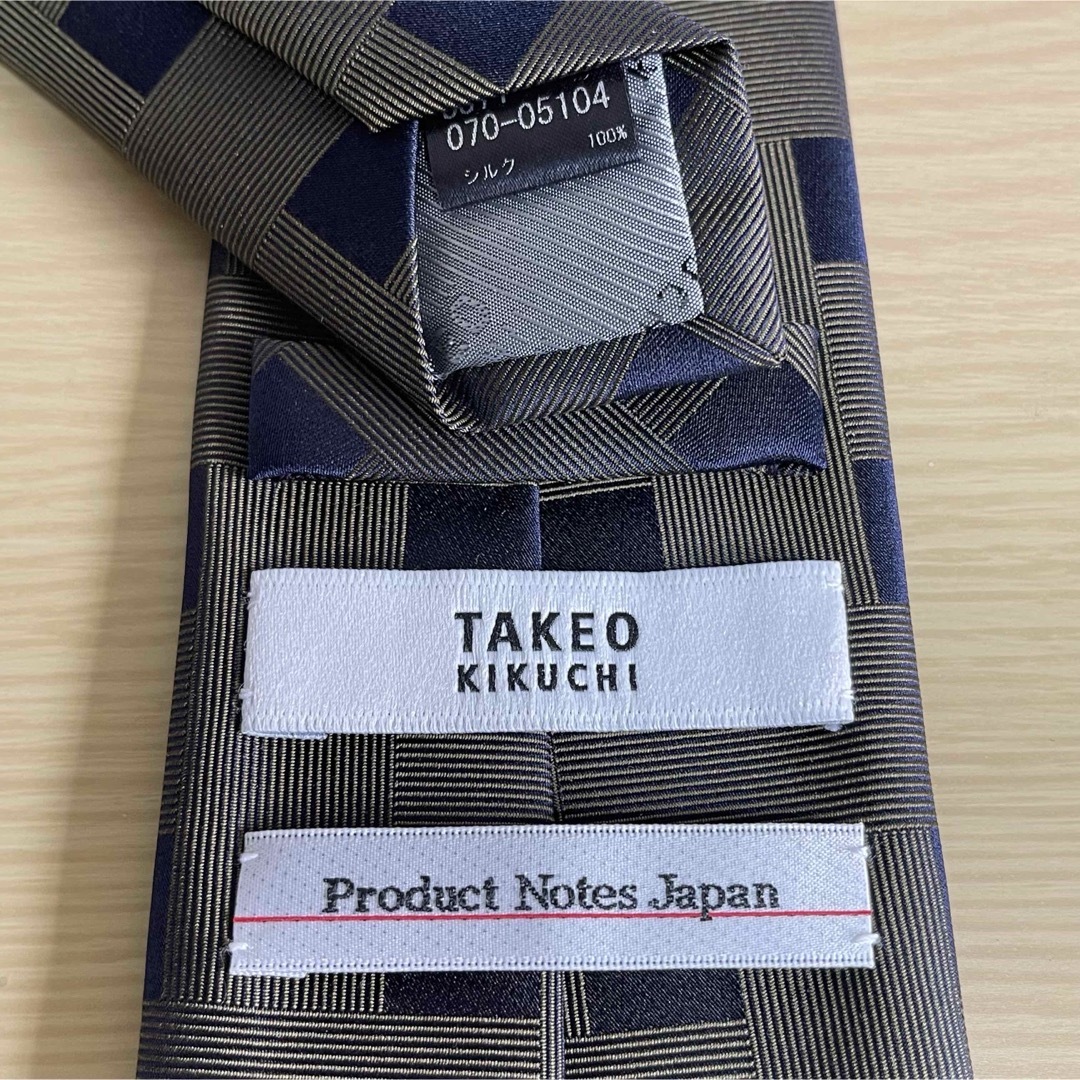 070-05104
シルク 100%
TAKEO
KIKUCHI
Product Notes Japan